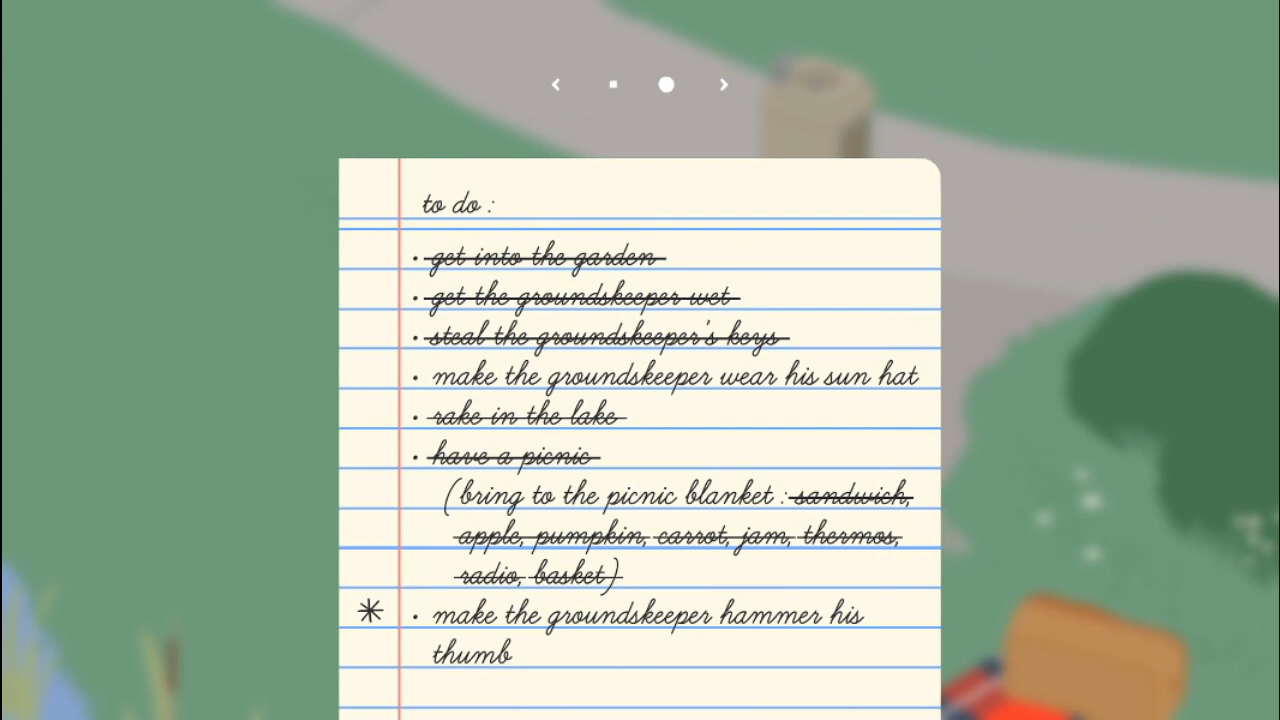 to do :
· get into the garden
· get the groundskeeper wet
· steal the groundskeeper's keys
· make the groundskeeper wear his sun hat
· rake in the lake
· have a picnic
(bring to the picnic blanket : sandwich,
apple, pumpkin, carrot, jam, thermos,
radio, basket)
· make the groundskeeper hammer his
thumb